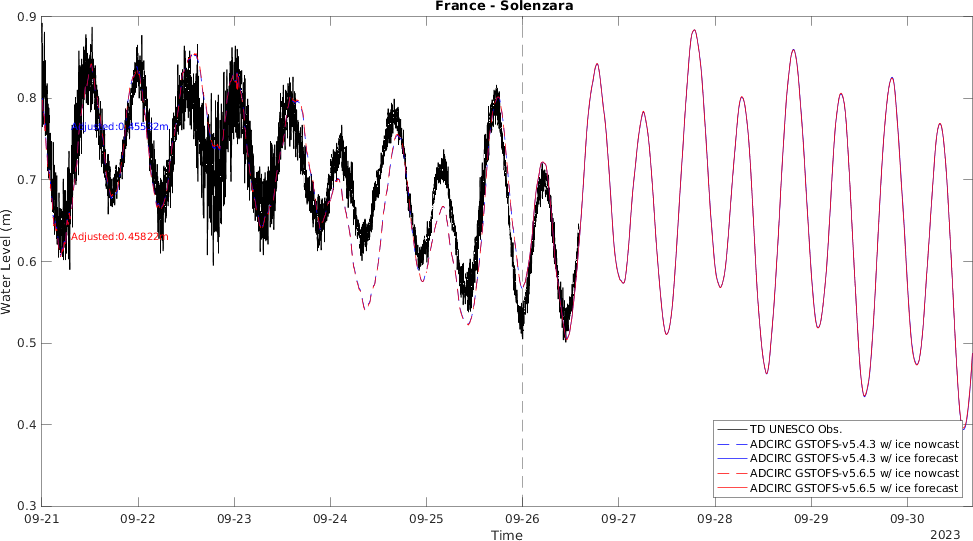 France - Solenzara
0.9
0.8
0.7
0.6
0.5
0.4
0.3
Water Level (m)
Adjusted:0.45582m
Adjusted:0.45822m
TD UNESCO Obs.
ADCIRC GSTOFS-v5.4.3 w/ ice nowcast
ADCIRC GSTOFS-v5.4.3 w/ ice forecast
ADCIRC GSTOFS-v5.6.5 w/ ice nowcast
ADCIRC GSTOFS-v5.6.5 w/ ice forecast
09-21 09-22 09-23 09-24 09-25 09-26 09-27 09-28 09-29 09-30
Time
2023